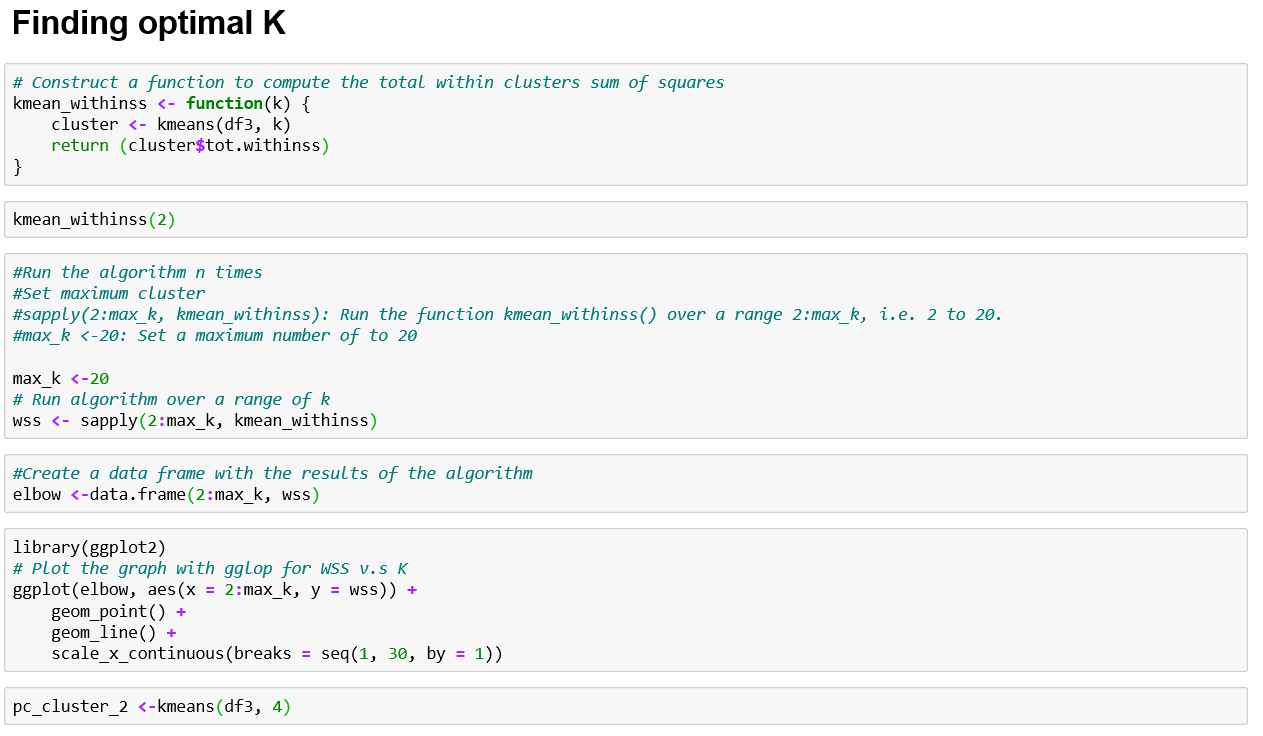 Finding optimal K
# Construct a function to compute the total within clusters sum of squares
kmean_withinss <- function(k) {
    cluster <- kmeans(df3, k)
    return (cluster$tot.withinss)
}
kmean_withinss(2)
#Run the algorithm n times
#Set maximum cluster
#sapply(2:max_k, kmean_withinss): Run the function kmean_withinss() over a range 2:max_k, i.e. 2 to 20.
#max_k <-20: Set a maximum number of to 20
max_k <-20
# Run algorithm over a range of k
wss <- sapply(2:max_k, kmean_withinss)
#Create a data frame with the results of the algorithm
elbow <-data.frame(2:max_k, wss)
library(ggplot2)
# Plot the graph with gglop for WSS v.s K
ggplot(elbow, aes(x = 2:max_k, y = wss)) +
    geom_point() +
    geom_line() +
    scale_x_continuous(breaks = seq(1, 30, by = 1))
pc_cluster_2 <-kmeans(df3, 4)